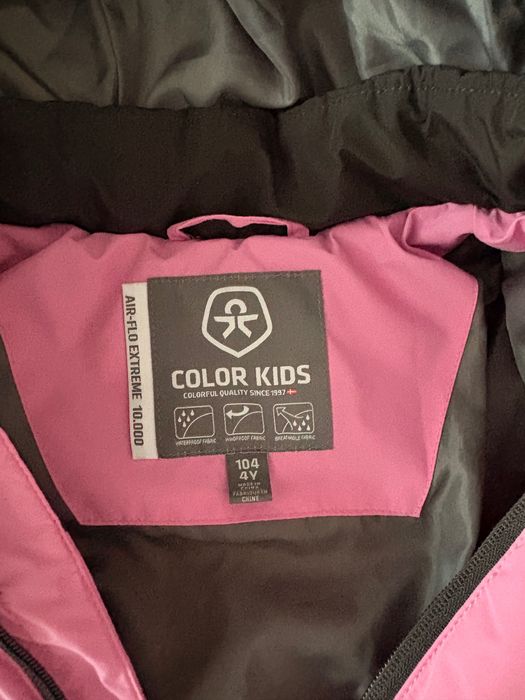 AIR-FLO EXTREME 10.000
COLOR KIDS
COLORFUL QUALITY SINCE 1997
WATERPROOF FABRIC
WINDPROOF FABRIC
BREATHABLE FABRIC
104
4Y
MADE IN
CHINA
FABRIQUÉ EN
CHINE